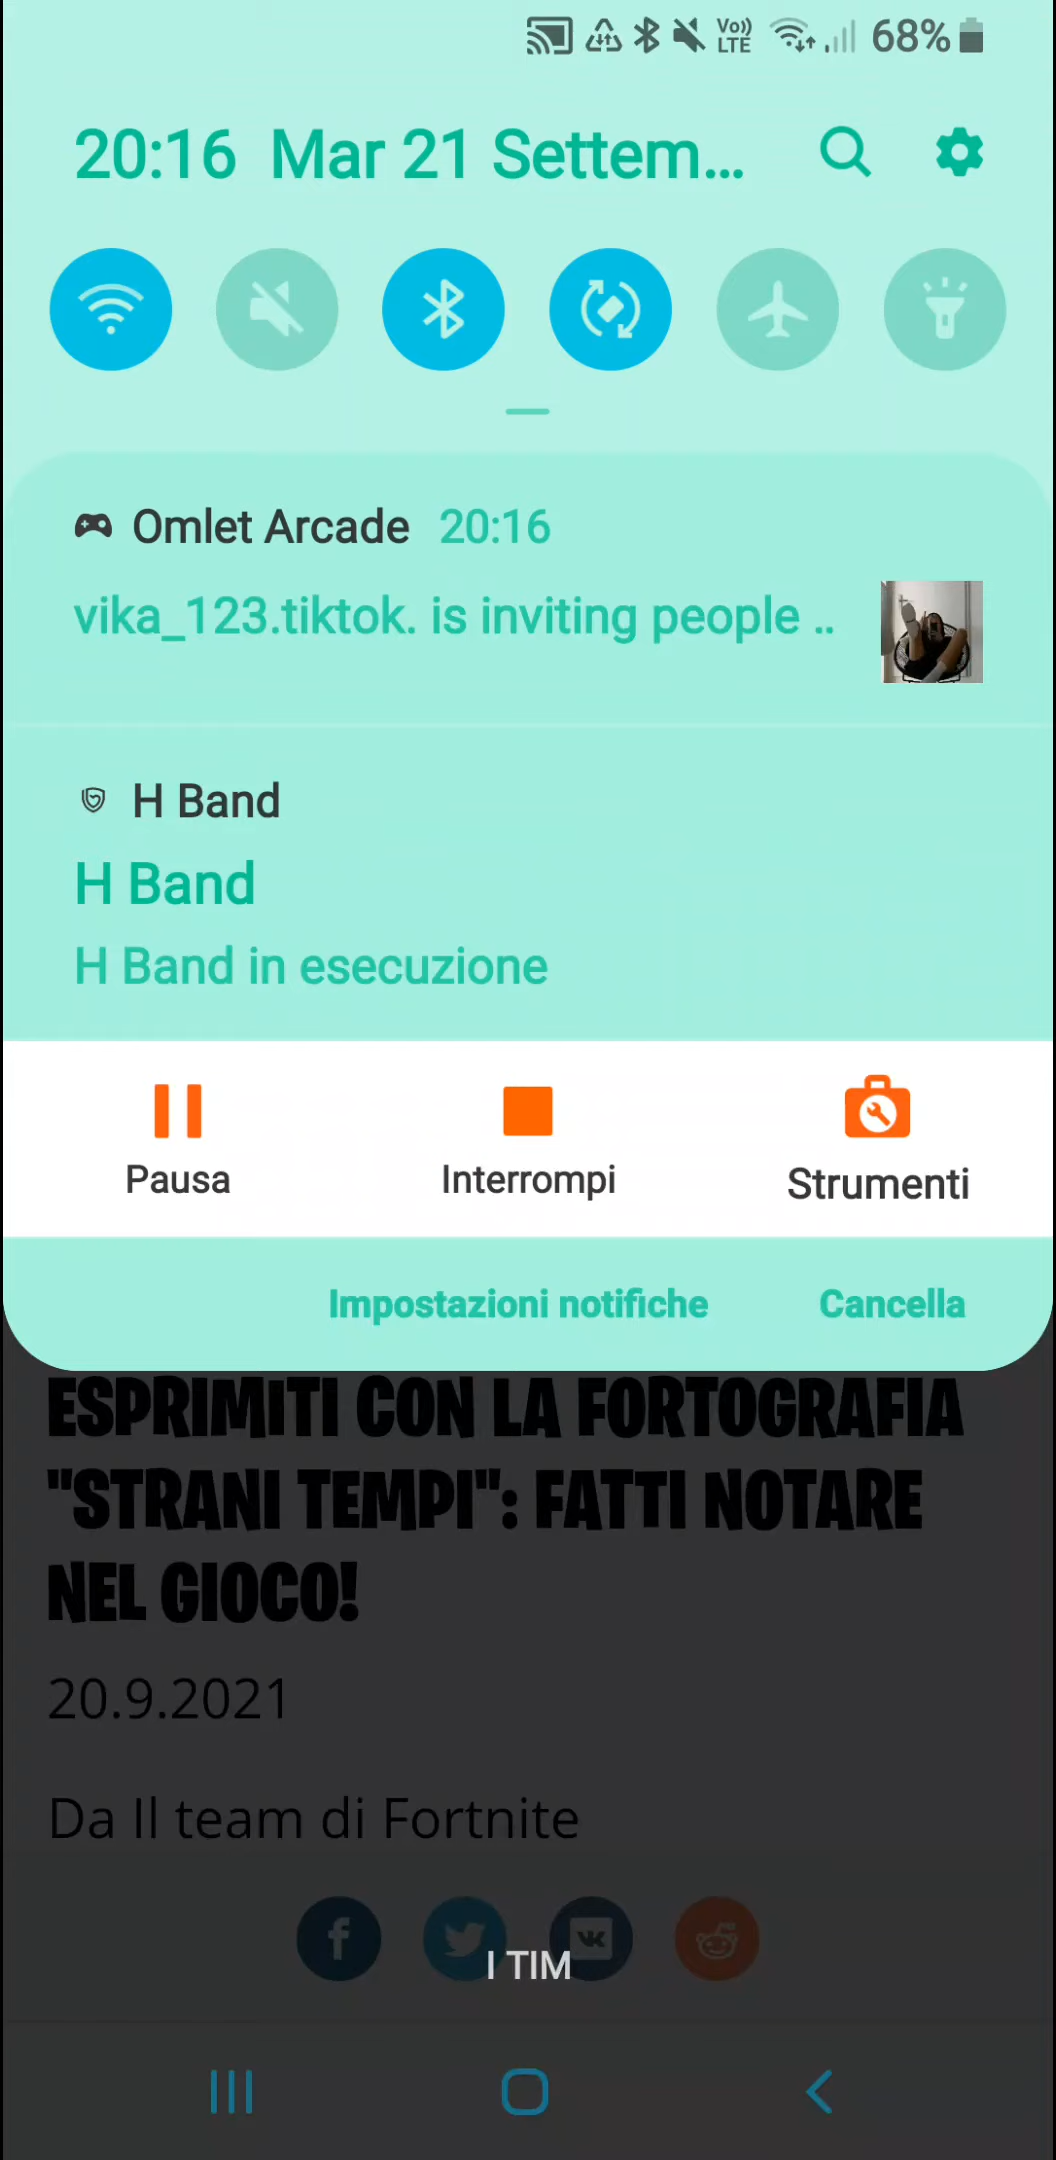 Vo)) LTE 68%
20:16 Mar 21 Settem...
Omlet Arcade 20:16
vika_123.tiktok. is inviting people ..
H Band
H Band
H Band in esecuzione
Pausa Interrompi Strumenti
Impostazioni notifiche Cancella
ESPRIMITI CON LA FORTOGRAFIA
"STRANI TEMPI": FATTI NOTARE
NEL GIOCO!
20.9.2021
Da Il team di Fortnite
I TIM